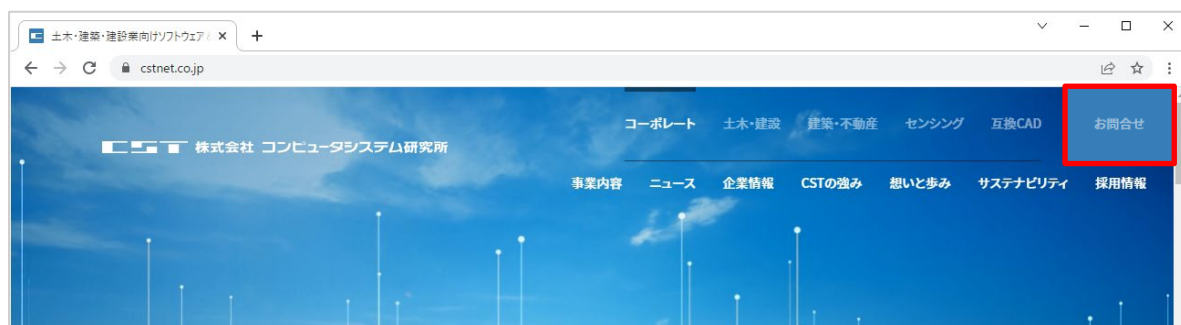 土木・建築・建設業向けソフトウェア
cstnet.co.jp
コーポレート 土木・建設 建築・不動産 センシング 互換CAD お問合せ
CST 株式会社 コンピュータシステム研究所
事業内容 ニュース 企業情報 CSTの強み 想いと歩み サステナビリティ 採用情報